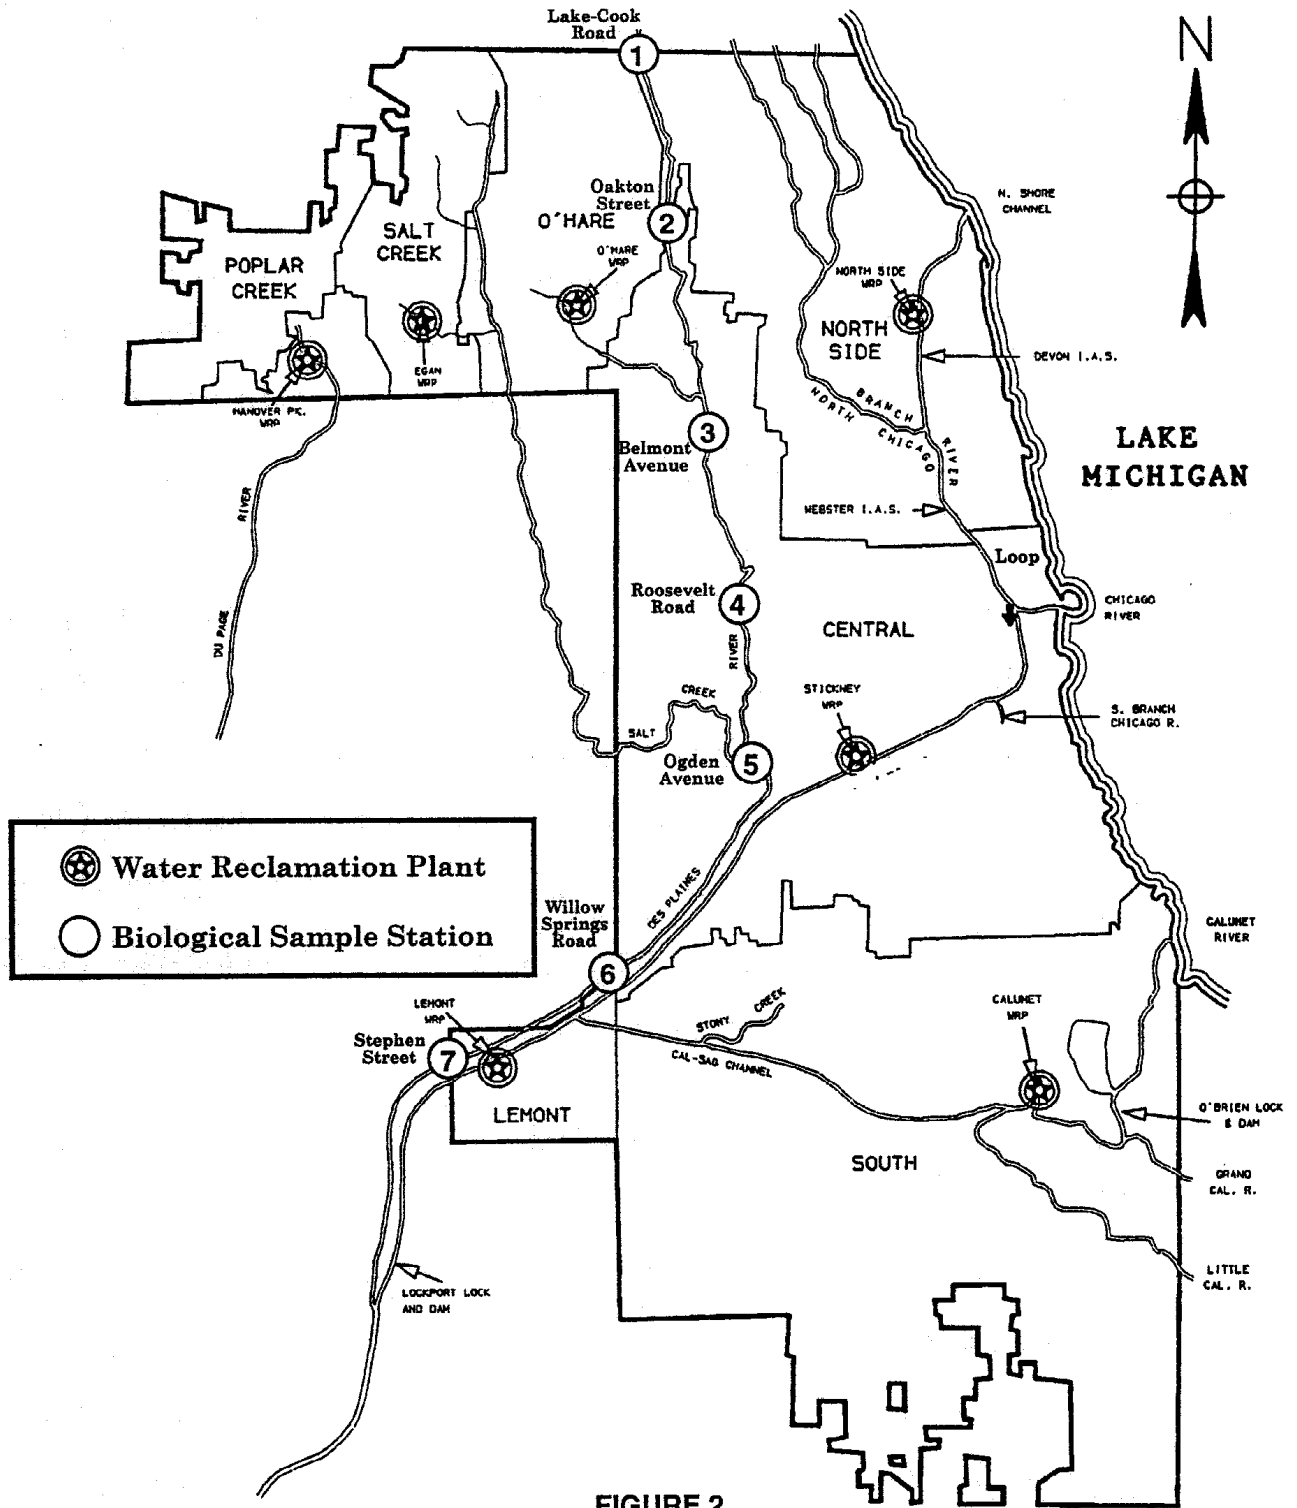 Lake-Cook
Road
1
N
N. SHORE
CHANNEL
Oakton
Street
2
O'HARE
O'HARE
WRP
SALT
CREEK
POPLAR
CREEK
NORTH SIDE
WRP
NORTH
SIDE
DEVON I.A.S.
EGAN
WRP
HANOVER PK.
WRP
NORTH BRANCH
CHICAGO RIVER
3
Belmont
Avenue
LAKE
MICHIGAN
WEBSTER I.A.S.
Loop
RIVER
DU PAGE
Roosevelt
Road
4
CHICAGO
RIVER
CENTRAL
RIVER
STICKNEY
WRP
CREEK
SALT
S. BRANCH
CHICAGO R.
Ogden
Avenue
5
Water Reclamation Plant
Biological Sample Station
DES PLAINES
Willow
Springs
Road
6
CALUMET
RIVER
LEMONT
WRP
STONY CREEK
CALUMET
WRP
Stephen
Street
7
CAL-SAG CHANNEL
LEMONT
O'BRIEN LOCK
& DAM
SOUTH
GRAND
CAL. R.
LITTLE
CAL. R.
LOCKPORT LOCK
AND DAM
FIGURE 2